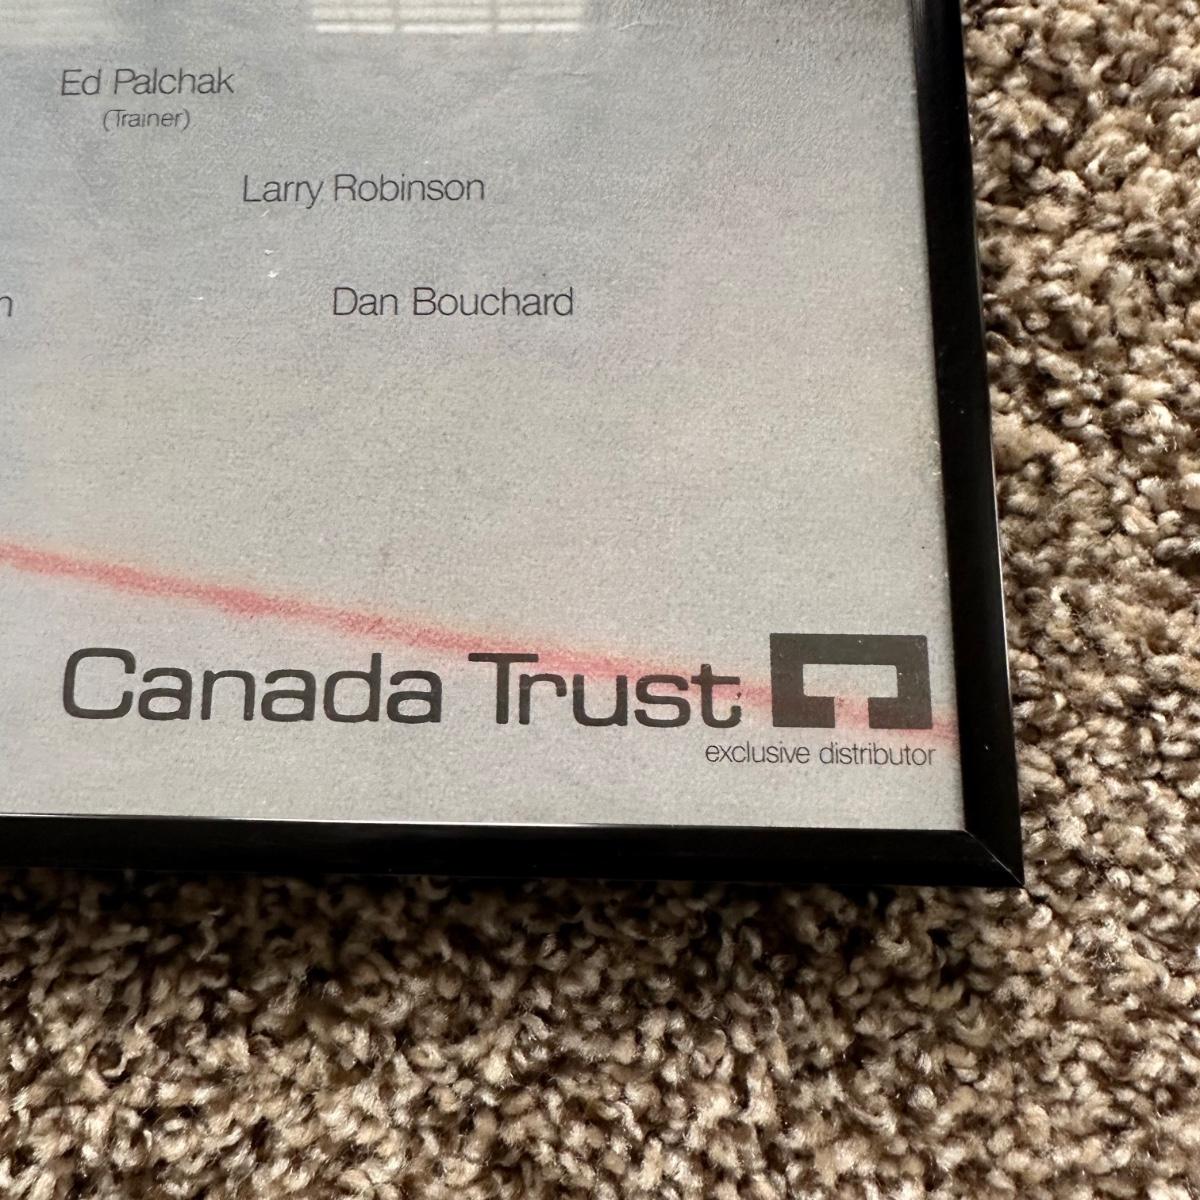 Ed Palchak
(Trainer)
Larry Robinson
n
Dan Bouchard
Canada Trust
exclusive distributor